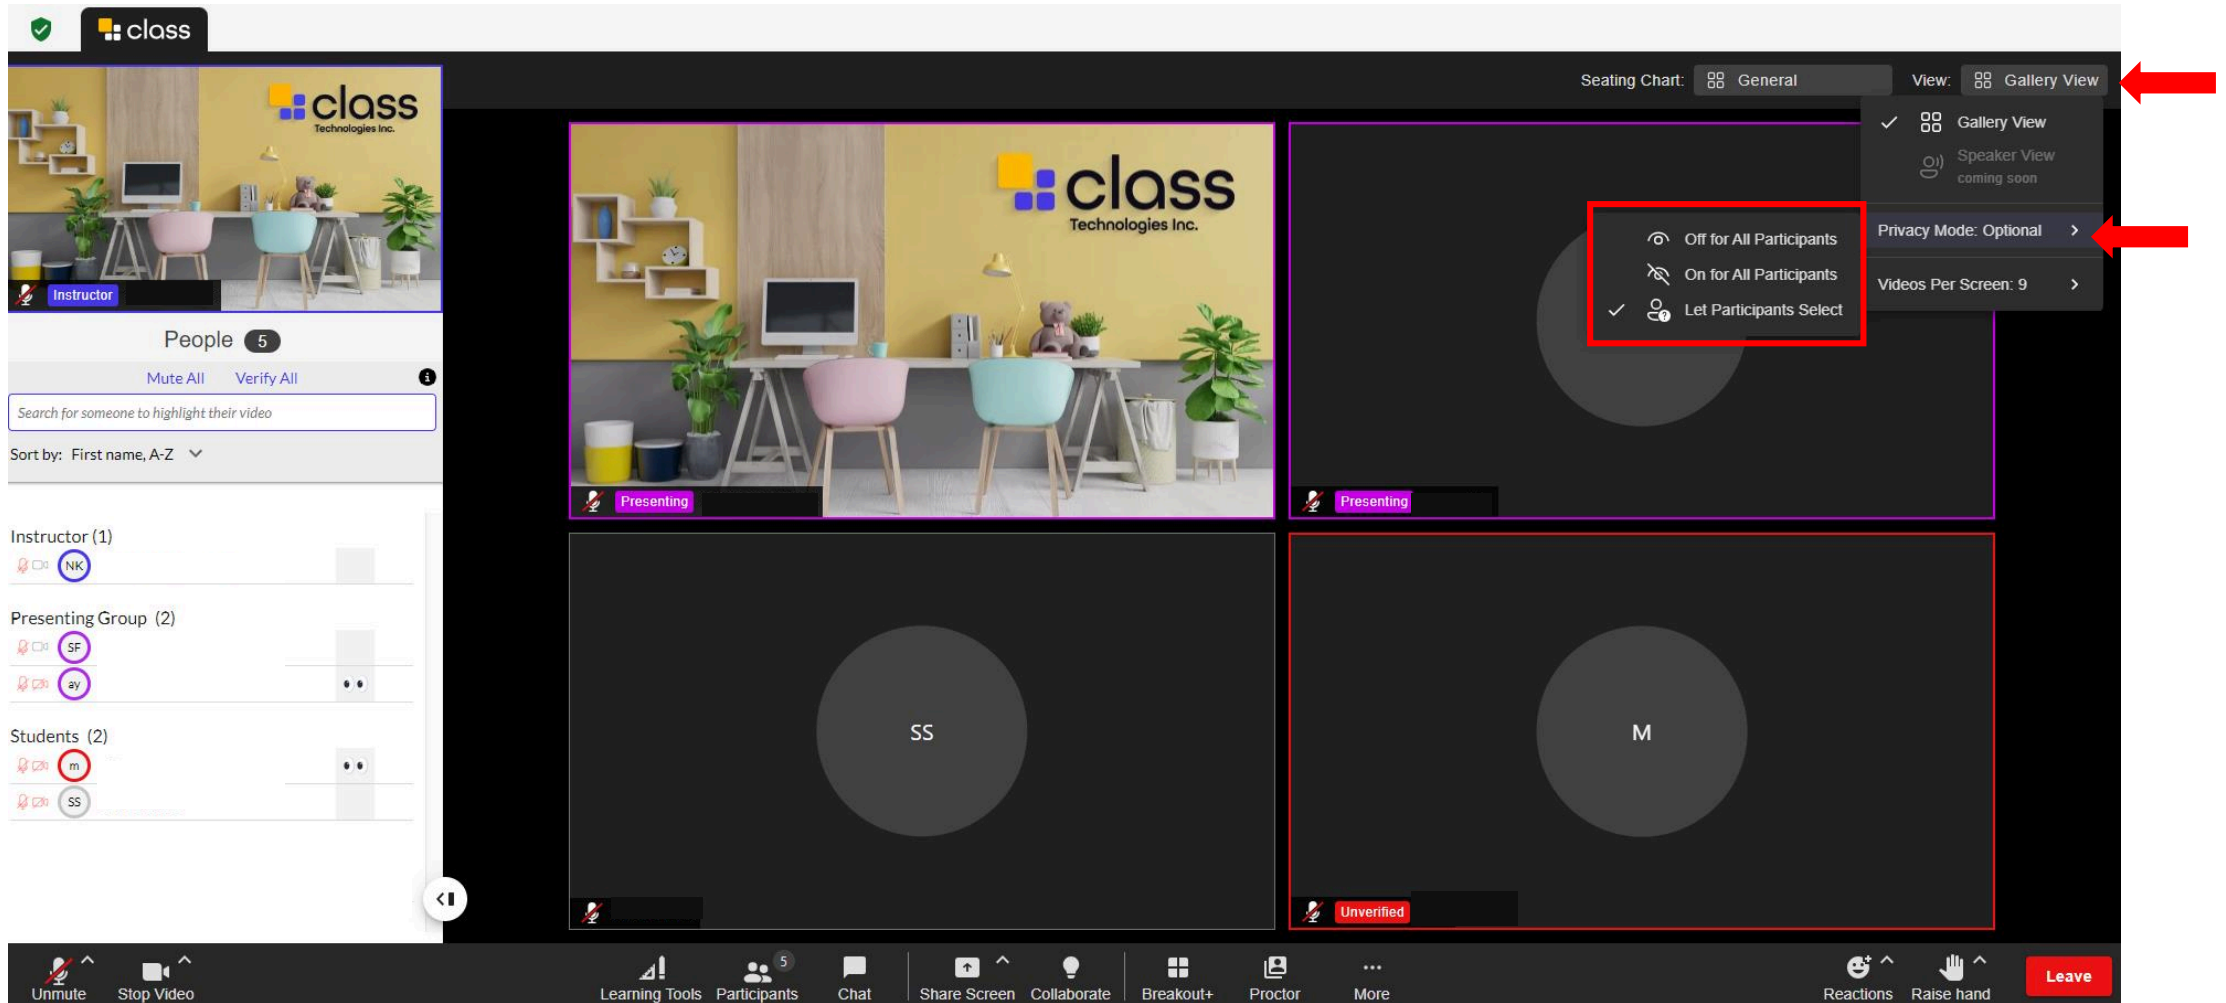 class
Seating Chart: General View: Gallery View
class
Technologies Inc.
Instructor
Gallery View
Speaker View
coming soon
Privacy Mode: Optional
Videos Per Screen: 9
Off for All Participants
On for All Participants
Let Participants Select
class
Technologies Inc.
Presenting
Presenting
People 5
Mute All Verify All
Search for someone to highlight their video
Sort by: First name, A-Z
Instructor (1)
NK
Presenting Group (2)
SF
ay
Students (2)
m
SS
SS
M
Unverified
Unmute Stop Video Learning Tools Participants 5 Chat Share Screen Collaborate Breakout+ Proctor More Reactions Raise hand Leave